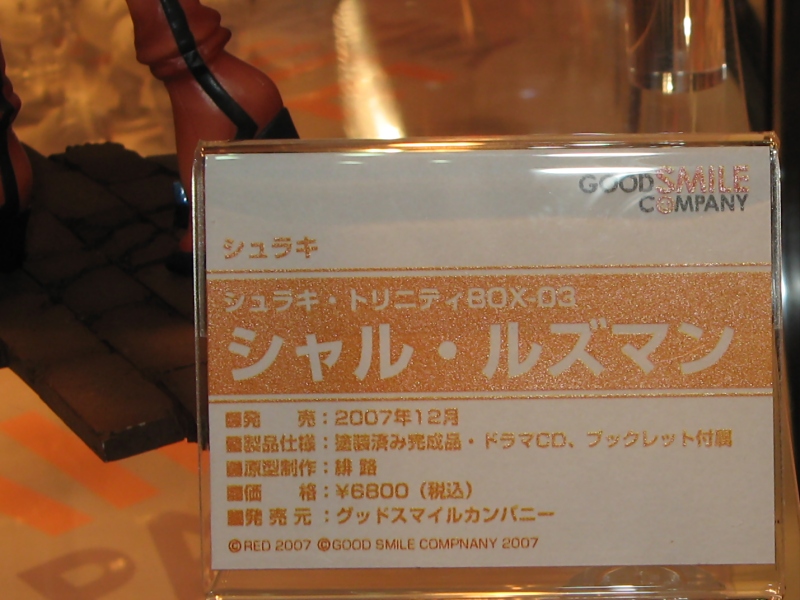 GOOD SMILE
COMPANY
シュラキ
シュラキ・トリニティBOX-03
シャル・ルズマン
■発　売：2007年12月
■製品仕様：塗装済み完成品・ドラマCD、ブックレット付属
■原型制作：緋路
■価　格：¥6800（税込）
■発売元：グッドスマイルカンパニー
©RED 2007 ©GOOD SMILE COMPNANY 2007